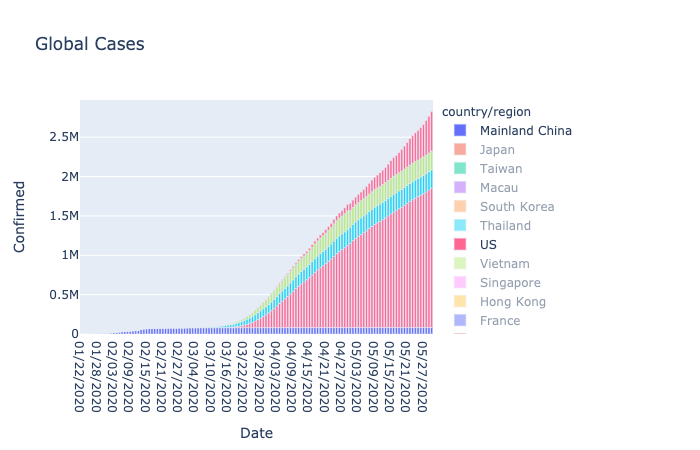 Global Cases
country/region
Mainland China
Japan
Taiwan
Macau
South Korea
Thailand
US
Vietnam
Singapore
Hong Kong
France
Confirmed
2.5M
2M
1.5M
1M
0.5M
0
01/22/2020
01/28/2020
02/03/2020
02/09/2020
02/15/2020
02/21/2020
02/27/2020
03/04/2020
03/10/2020
03/16/2020
03/22/2020
03/28/2020
04/03/2020
04/09/2020
04/15/2020
04/21/2020
04/27/2020
05/03/2020
05/09/2020
05/15/2020
05/21/2020
05/27/2020
Date